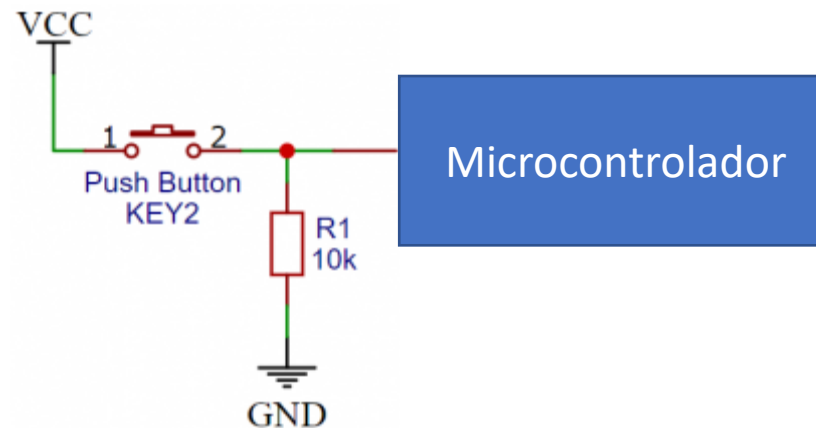 VCC
1 2
Push Button
KEY2
Microcontrolador
R1
10k
GND